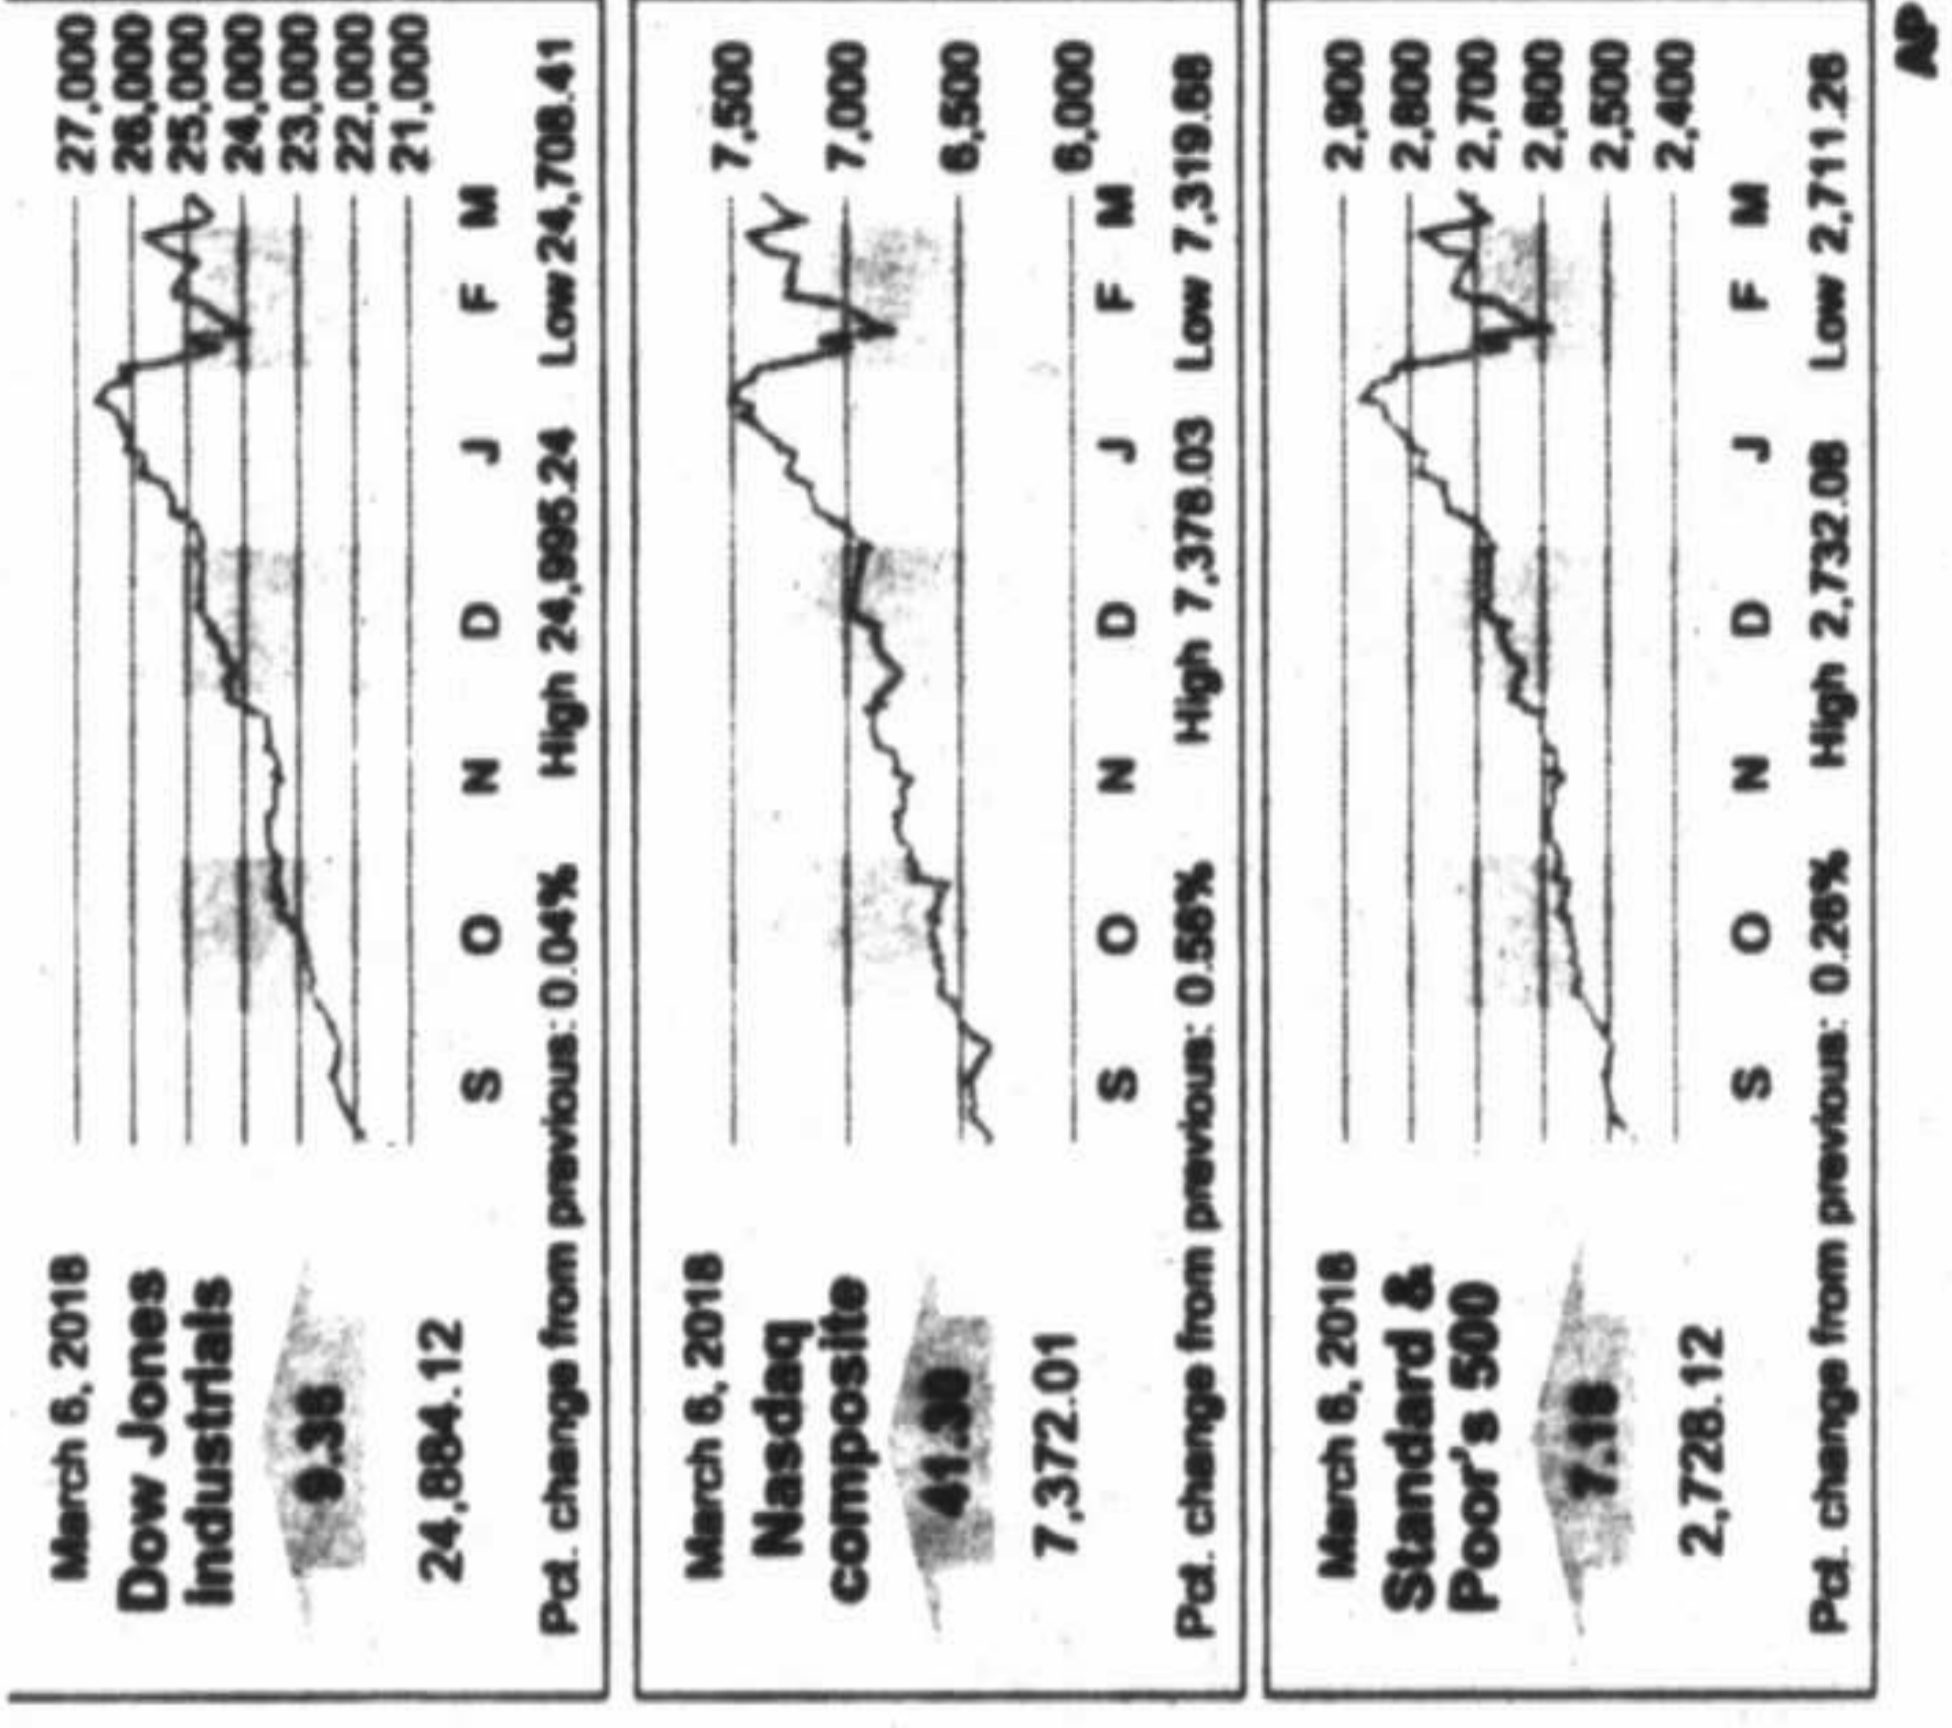 March 6, 2018
Dow Jones
industrials
9.36
24,884.12
27,000
26,000
25,000
24,000
23,000
22,000
21,000
S O N D J F M
Pct. change from previous: 0.04% High 24,995.24 Low 24,708.41
March 6, 2018
Nasdaq
composite
41.30
7,372.01
7,500
7,000
6,500
6,000
S O N D J F M
Pct. change from previous: 0.56% High 7,378.03 Low 7,319.68
March 6, 2018
Standard &
Poor's 500
7.18
2,728.12
2,900
2,800
2,700
2,600
2,500
2,400
S O N D J F M
Pct. change from previous: 0.26% High 2,732.08 Low 2,711.26
AP